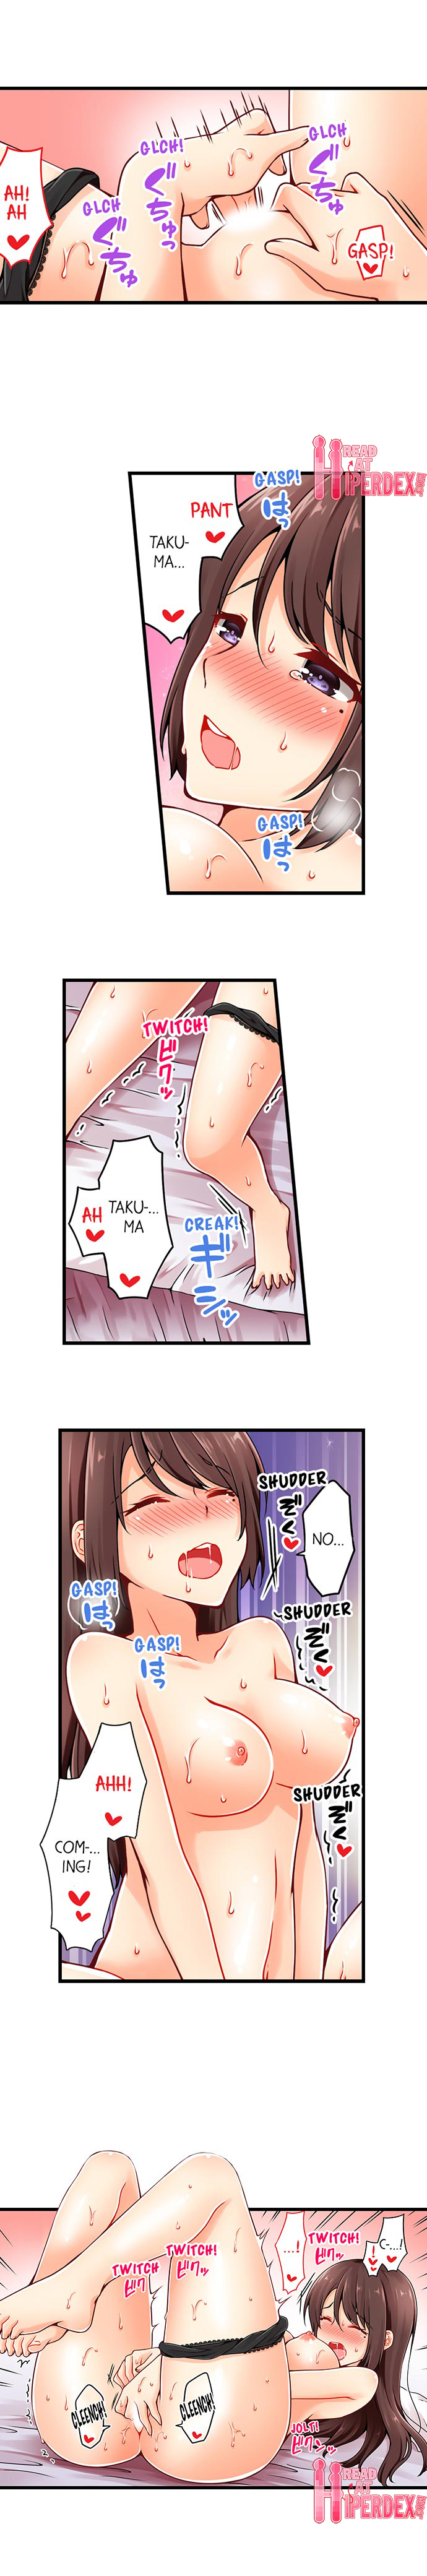 GLCH!
ぐちゅっ
GLCH
ぐちゅ
GLCH
ぐちゅ
AH!
AH
GASP!
READ
AT
HIPERDEX
GASP!
はっ
PANT
TAKU-
MA...
GASP!
はっ
TWITCH!
ビクッ
AH
TAKU-...
MA
CREAK!
ギシッ
SHUDDER
ぞく
NO...
GASP!
はっ
SHUDDER
ぞく
GASP!
はっ
AHH!
SHUDDER
ぞく
COM-...
ING!
TWITCH!
ビクッ
C-...!
...!
TWITCH!
ビクッ
TWITCH
ビク
CLEENCH!
CLEENCH!
JOLT!
ビクンッ
READ
AT
HIPERDEX